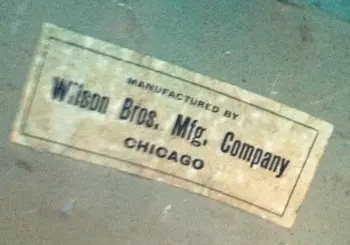 MANUFACTURED BY
Wilson Bros. Mfg. Company
CHICAGO